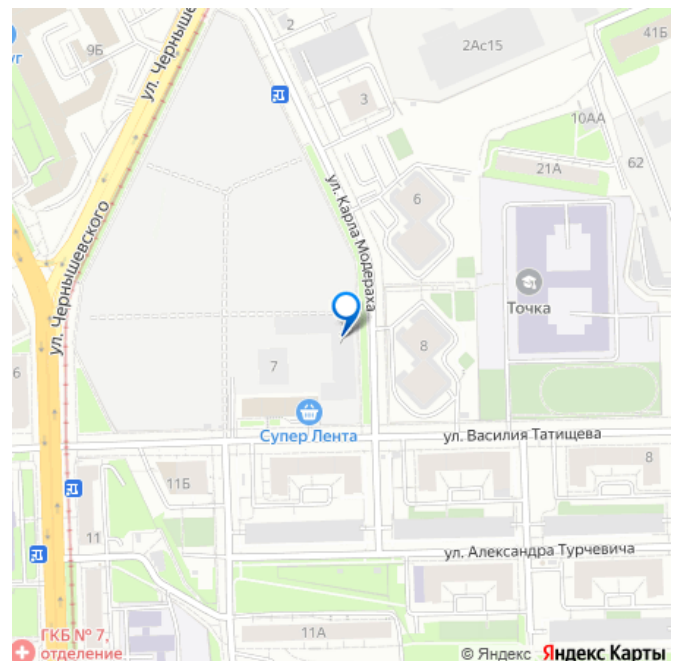 2
2Ас15
41Б
9Б
уг
ул. Черныше
3
10АА
62
21А
6
ул. Карла Модераха
ул. Чернышевского
Точка
8
7
6
Супер Лента
ул. Василия Татищева
11Б
8
11
ул. Александра Турчевича
11А
ГКБ № 7,
отделение
© Яндекс Яндекс Карты